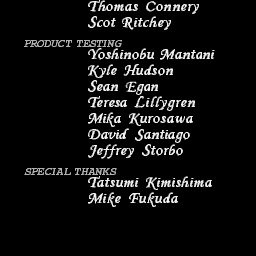 Thomas Connery
Scot Ritchey
PRODUCT TESTING
Yoshinobu Mantani
Kyle Hudson
Sean Egan
Teresa Lillygren
Mika Kurosawa
David Santiago
Jeffrey Storbo
SPECIAL THANKS
Tatsumi Kimishima
Mike Fukuda